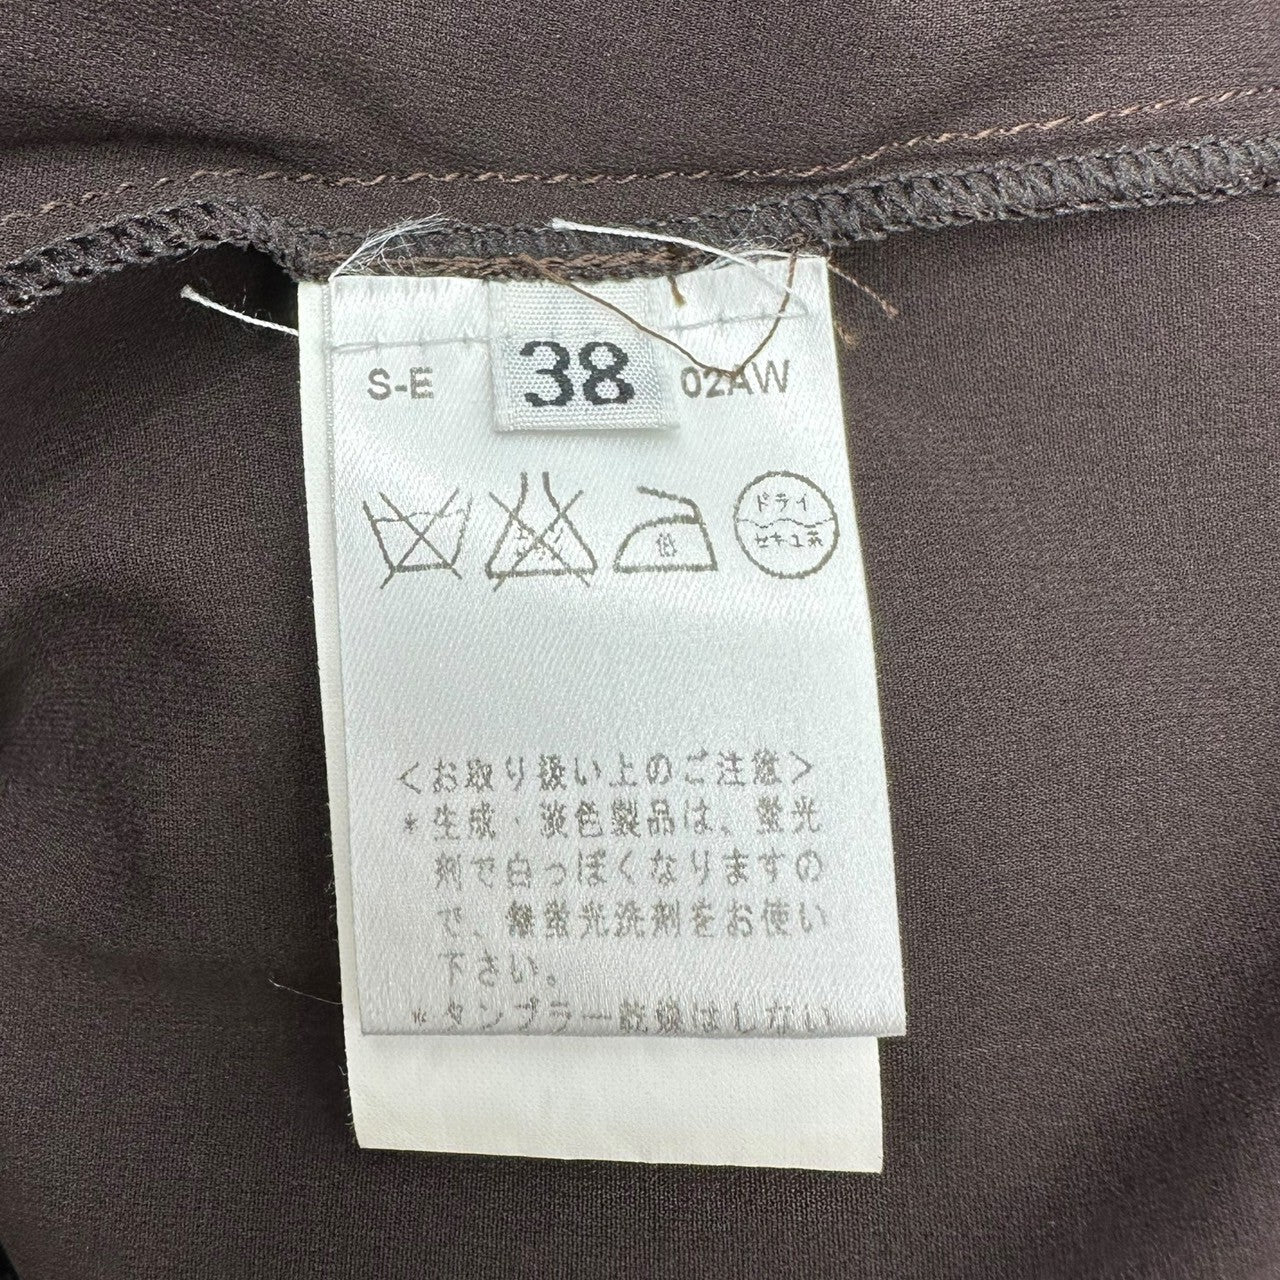 S-E 38 02AW
低
ドライ
セキユ系
<お取り扱い上のご注意>
*生成・淡色製品は、蛍光
剤で白っぽくなりますの
で、無蛍光洗剤をお使い
下さい。
*タンブラー乾燥はしない